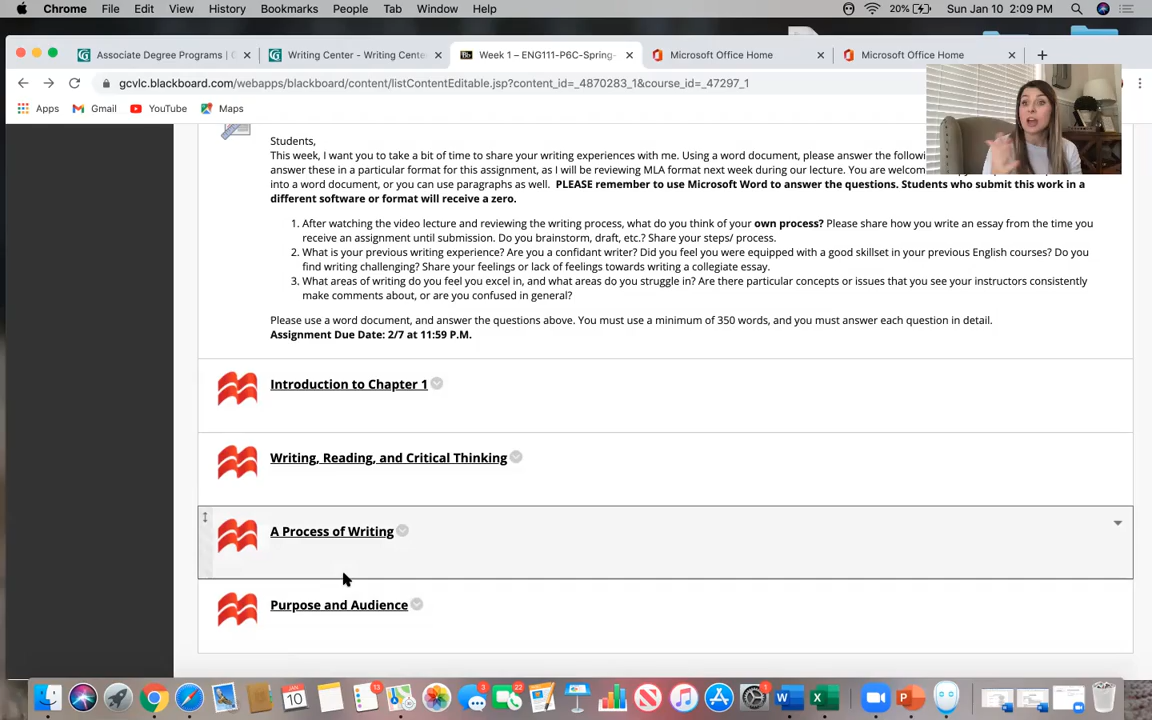 Chrome File Edit View History Bookmarks People Tab Window Help 20% Sun Jan 10 2:09 PM
Associate Degree Programs | Writing Center - Writing Cente Week 1 – ENG111-P6C-Spring- Microsoft Office Home Microsoft Office Home
gcvlc.blackboard.com/webapps/blackboard/content/listContentEditable.jsp?content_id=_4870283_1&course_id=_47297_1
Apps Gmail YouTube Maps
Students,
This week, I want you to take a bit of time to share your writing experiences with me. Using a word document, please answer the
answer these in a particular format for this assignment, as I will be reviewing MLA format next week during our lecture. You are welcome
into a word document, or you can use paragraphs as well. PLEASE remember to use Microsoft Word to answer the questions. Students who submit this work in a
different software or format will receive a zero.
1. After watching the video lecture and reviewing the writing process, what do you think of your own process? Please share how you write an essay from the time you
receive an assignment until submission. Do you brainstorm, draft, etc.? Share your steps/ process.
2. What is your previous writing experience? Are you a confidant writer? Did you feel you were equipped with a good skillset in your previous English courses? Do you
find writing challenging? Share your feelings or lack of feelings towards writing a collegiate essay.
3. What areas of writing do you feel you excel in, and what areas do you struggle in? Are there particular concepts or issues that you see your instructors consistently
make comments about, or are you confused in general?
Please use a word document, and answer the questions above. You must use a minimum of 350 words, and you must answer each question in detail.
Assignment Due Date: 2/7 at 11:59 P.M.
Introduction to Chapter 1
Writing, Reading, and Critical Thinking
A Process of Writing
Purpose and Audience